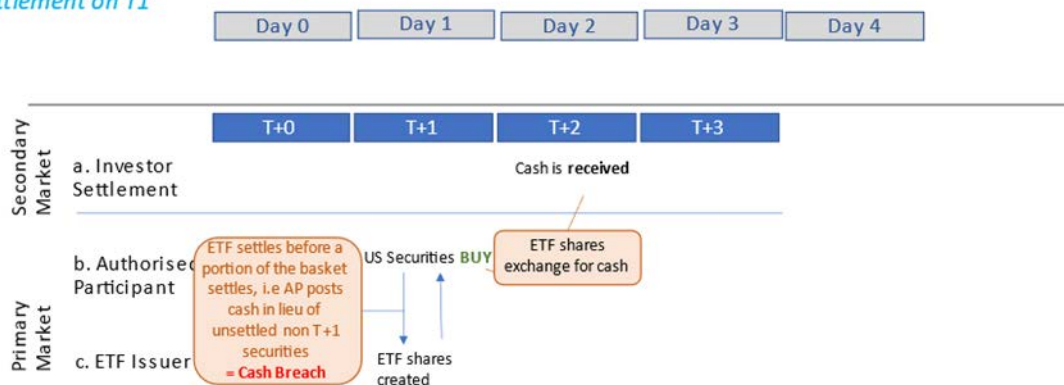 ttlement on T1
Day 0
Day 1
Day 2
Day 3
Day 4
Secondary
Market
T+0
T+1
T+2
T+3
a. Investor
Settlement
Cash is received
Primary
Market
b. Authorised
Participant
ETF settles before a
portion of the basket
settles, i.e AP posts
cash in lieu of
unsettled non T+1
securities
= Cash Breach
US Securities BUY
ETF shares
exchange for cash
c. ETF Issuer
ETF shares
created